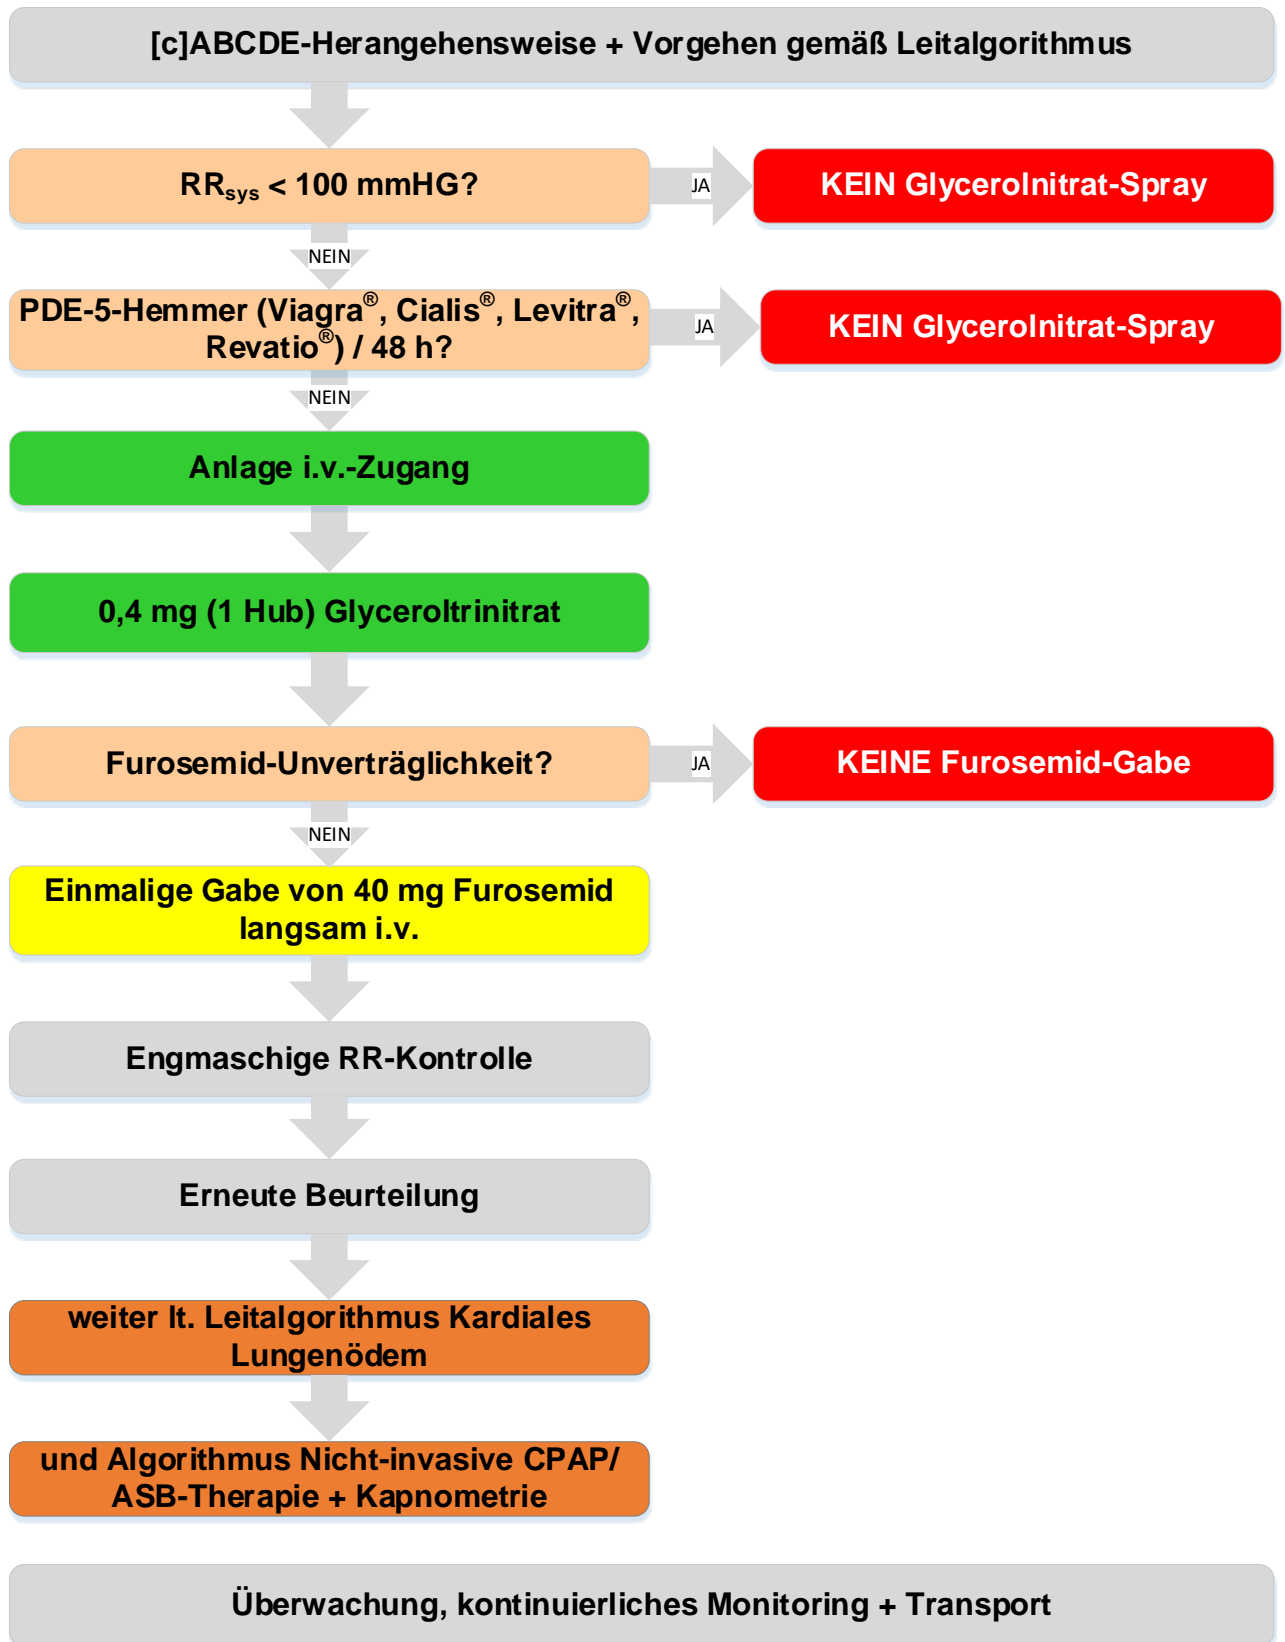 [c]ABCDE-Herangehensweise + Vorgehen gemäß Leitalgorithmus
RRsys < 100 mmHG?
JA
KEIN Glycerolnitrat-Spray
NEIN
PDE-5-Hemmer (Viagra®, Cialis®, Levitra®,
Revatio®) / 48 h?
JA
KEIN Glycerolnitrat-Spray
NEIN
Anlage i.v.-Zugang
0,4 mg (1 Hub) Glyceroltrinitrat
Furosemid-Unverträglichkeit?
JA
KEINE Furosemid-Gabe
NEIN
Einmalige Gabe von 40 mg Furosemid
langsam i.v.
Engmaschige RR-Kontrolle
Erneute Beurteilung
weiter lt. Leitalgorithmus Kardiales
Lungenödem
und Algorithmus Nicht-invasive CPAP/
ASB-Therapie + Kapnometrie
Überwachung, kontinuierliches Monitoring + Transport